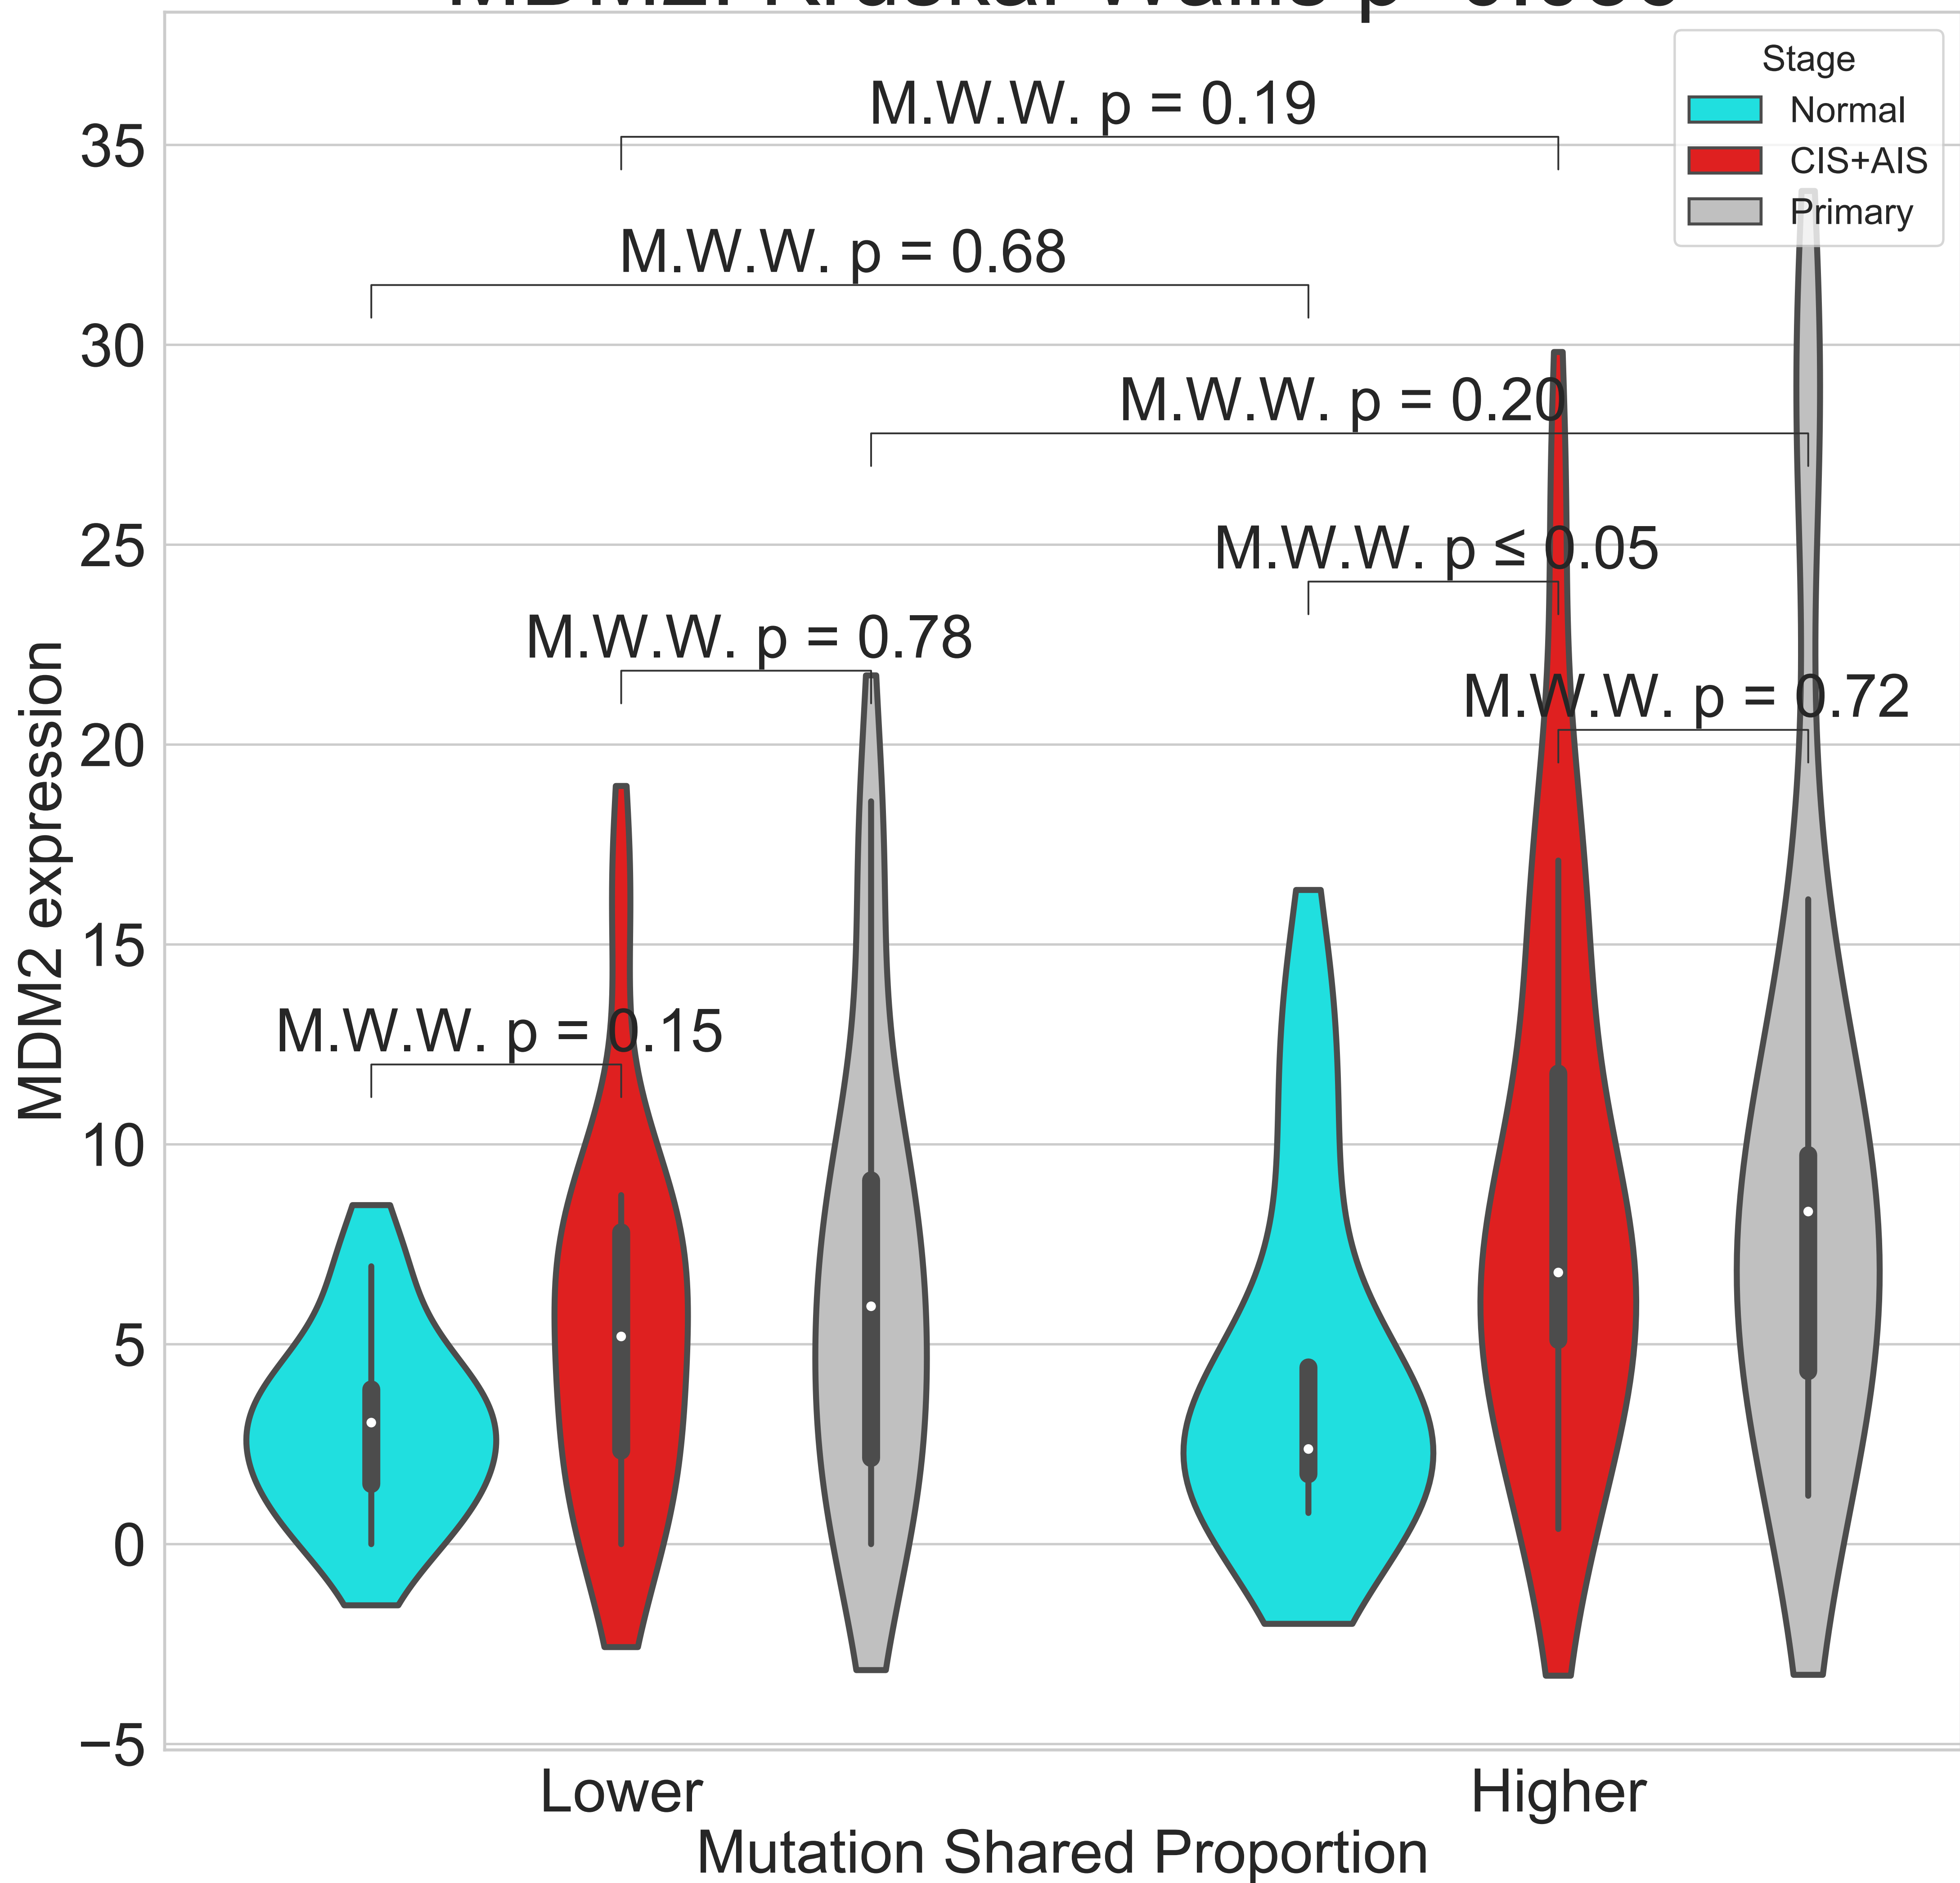 Stage
Normal
CIS+AIS
Primary
M.W.W. p = 0.19
M.W.W. p = 0.68
M.W.W. p = 0.20
M.W.W. p ≤ 0.05
M.W.W. p = 0.78
M.W.W. p = 0.72
M.W.W. p = 0.15
MDM2 expression
35
30
25
20
15
10
5
0
−5
Lower
Higher
Mutation Shared Proportion